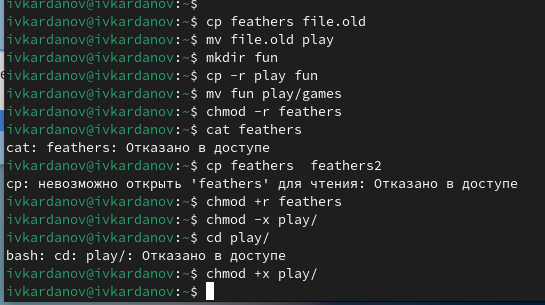 ivkardanov@ivkardanov:~$
ivkardanov@ivkardanov:~$ cp feathers file.old
ivkardanov@ivkardanov:~$ mv file.old play
ivkardanov@ivkardanov:~$ mkdir fun
ivkardanov@ivkardanov:~$ cp -r play fun
ivkardanov@ivkardanov:~$ mv fun play/games
ivkardanov@ivkardanov:~$ chmod -r feathers
ivkardanov@ivkardanov:~$ cat feathers
cat: feathers: Отказано в доступе
ivkardanov@ivkardanov:~$ cp feathers  feathers2
cp: невозможно открыть 'feathers' для чтения: Отказано в доступе
ivkardanov@ivkardanov:~$ chmod +r feathers
ivkardanov@ivkardanov:~$ chmod -x play/
ivkardanov@ivkardanov:~$ cd play/
bash: cd: play/: Отказано в доступе
ivkardanov@ivkardanov:~$ chmod +x play/
ivkardanov@ivkardanov:~$